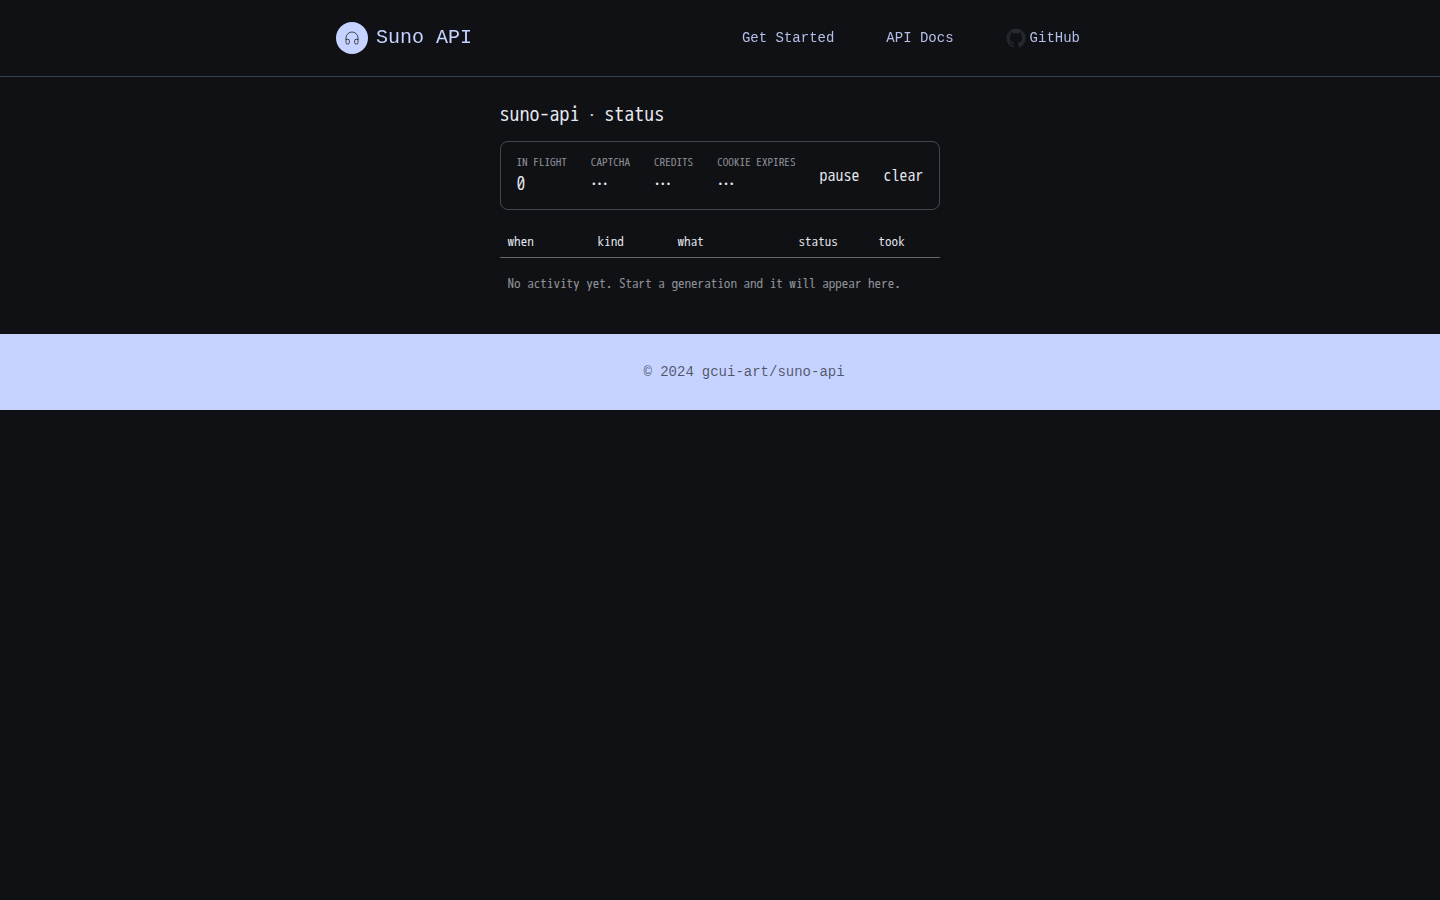 Suno API
Get Started API Docs GitHub
suno-api · status
IN FLIGHT CAPTCHA CREDITS COOKIE EXPIRES
0 ... ... ... pause clear
when kind what status took
No activity yet. Start a generation and it will appear here.
© 2024 gcui-art/suno-api